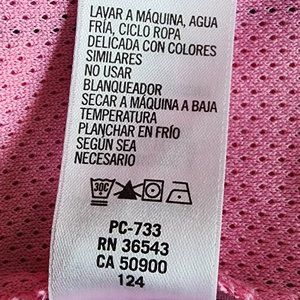 LAVAR A MÁQUINA, AGUA
FRÍA, CICLO ROPA
DELICADA CON COLORES
SIMILARES
NO USAR
BLANQUEADOR
SECAR A MÁQUINA A BAJA
TEMPERATURA
PLANCHAR EN FRÍO
SEGÚN SEA
NECESARIO
30C
PC-733
RN 36543
CA 50900
124